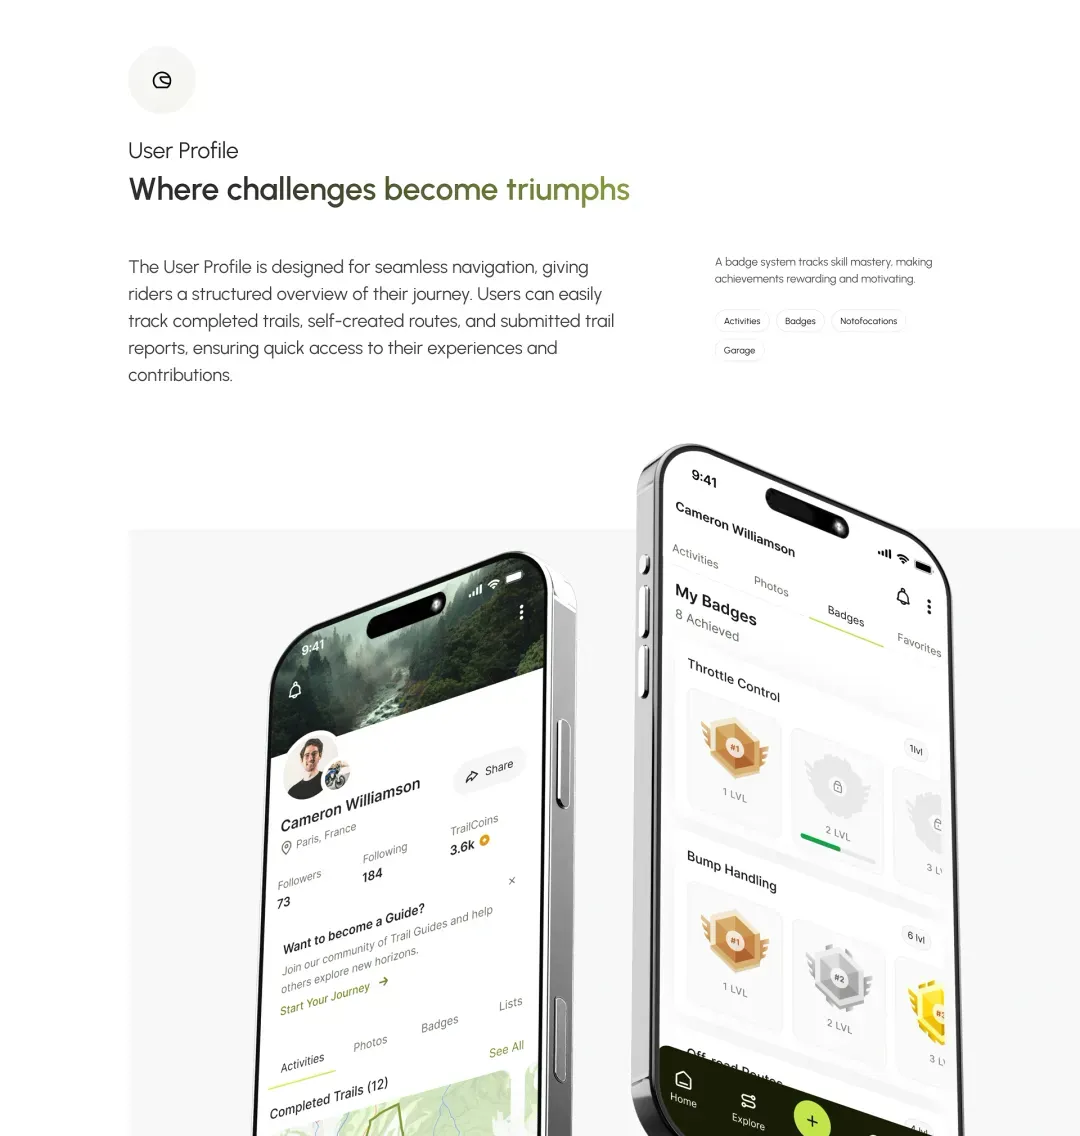 User Profile
Where challenges become triumphs
The User Profile is designed for seamless navigation, giving
riders a structured overview of their journey. Users can easily
track completed trails, self-created routes, and submitted trail
reports, ensuring quick access to their experiences and
contributions.
A badge system tracks skill mastery, making
achievements rewarding and motivating.
Activities Badges Notofocations
Garage
9:41
Cameron Williamson
Paris, France
Share
Followers
73
Following
184
TrailCoins
3.6k
Want to become a Guide?
Join our community of Trail Guides and help
others explore new horizons.
Start Your Journey
Activities Photos Badges Lists
Completed Trails (12)
See All
9:41
Cameron Williamson
Activities Photos Badges Favorites
My Badges
8 Achieved
Throttle Control
1lvl
#1
1 LVL
2 LVL
3 LV
Bump Handling
6 lvl
#1
#2
#3
1 LVL
2 LVL
3 LV
Off-road Routes
Home
Explore